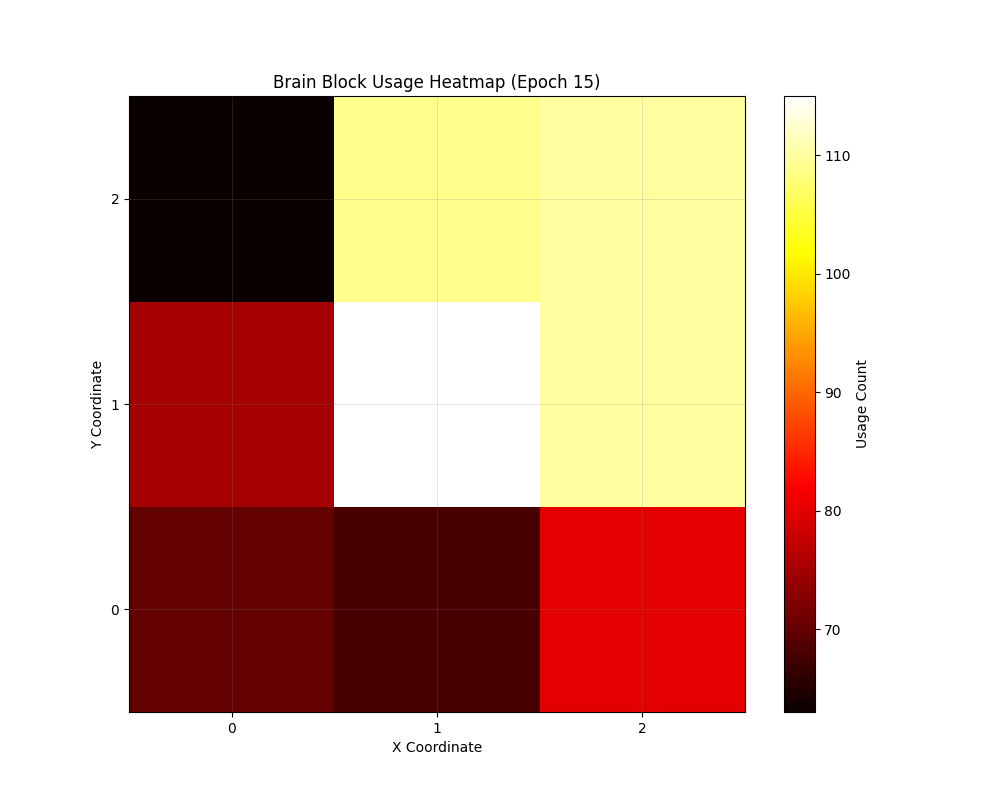 Brain Block Usage Heatmap (Epoch 15)
2
1
0
Y Coordinate
0 1 2
X Coordinate
110
100
90
80
70
Usage Count